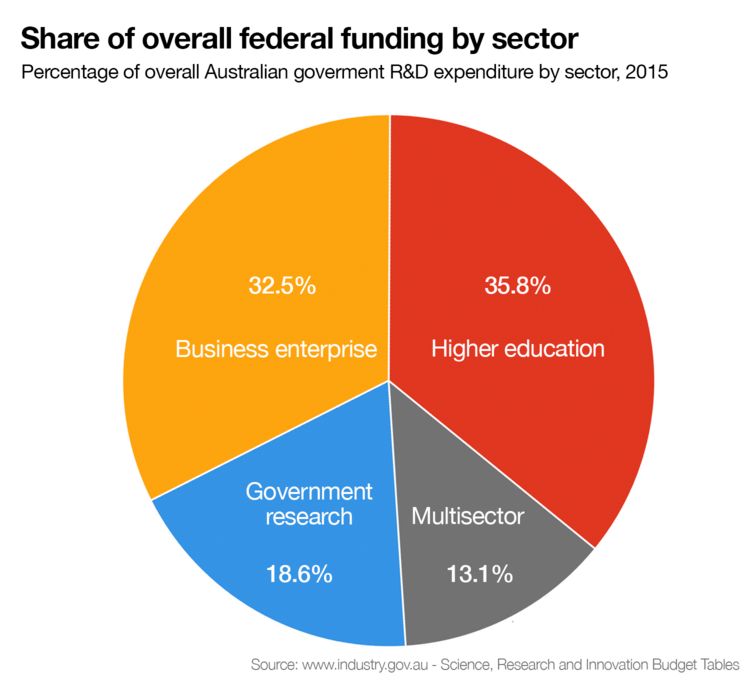 Share of overall federal funding by sector
Percentage of overall Australian goverment R&D expenditure by sector, 2015
32.5%
35.8%
Business enterprise
Higher education
Government
research
Multisector
18.6%
13.1%
Source: www.industry.gov.au - Science, Research and Innovation Budget Tables